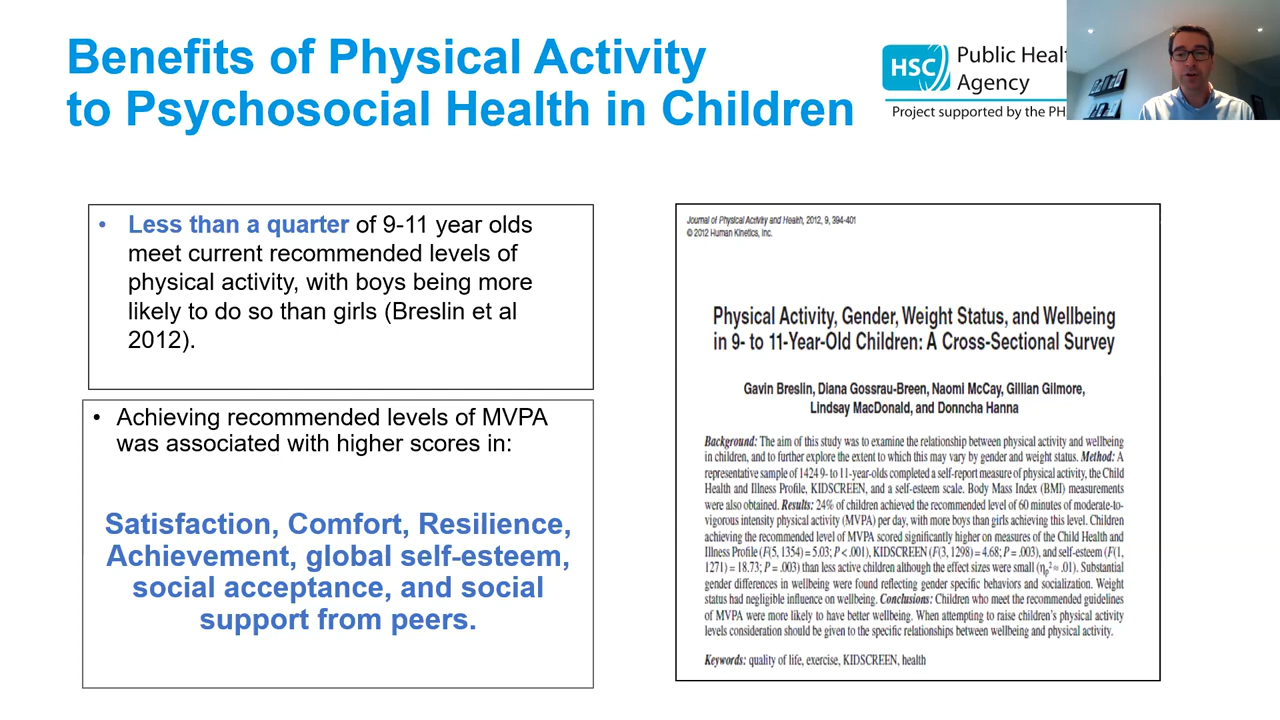 Benefits of Physical Activity
to Psychosocial Health in Children
HSC
Public Heal
Agency
Project supported by the PH
• Less than a quarter of 9-11 year olds
meet current recommended levels of
physical activity, with boys being more
likely to do so than girls (Breslin et al
2012).
• Achieving recommended levels of MVPA
was associated with higher scores in:
Satisfaction, Comfort, Resilience,
Achievement, global self-esteem,
social acceptance, and social
support from peers.
Journal of Physical Activity and Health, 2012, 9, 394-401
© 2012 Human Kinetics, Inc.
Physical Activity, Gender, Weight Status, and Wellbeing
in 9- to 11-Year-Old Children: A Cross-Sectional Survey
Gavin Breslin, Diana Gossrau-Breen, Naomi McCay, Gillian Gilmore,
Lindsay MacDonald, and Donncha Hanna
Background: The aim of this study was to examine the relationship between physical activity and wellbeing
in children, and to further explore the extent to which this may vary by gender and weight status. Method: A
representative sample of 1424 9- to 11-year-olds completed a self-report measure of physical activity, the Child
Health and Illness Profile, KIDSCREEN, and a self-esteem scale. Body Mass Index (BMI) measurements
were also obtained. Results: 24% of children achieved the recommended level of 60 minutes of moderate-to-
vigorous intensity physical activity (MVPA) per day, with more boys than girls achieving this level. Children
achieving the recommended level of MVPA scored significantly higher on measures of the Child Health and
Illness Profile (F(5, 1354) = 5.03; P < .001), KIDSCREEN (F(3, 1298) = 4.68; P = .003), and self-esteem (F(1,
1271) = 18.73; P = .003) than less active children although the effect sizes were small (ηp² ≈ .01). Substantial
gender differences in wellbeing were found reflecting gender specific behaviors and socialization. Weight
status had negligible influence on wellbeing. Conclusions: Children who meet the recommended guidelines
of MVPA were more likely to have better wellbeing. When attempting to raise children's physical activity
levels consideration should be given to the specific relationships between wellbeing and physical activity.
Keywords: quality of life, exercise, KIDSCREEN, health